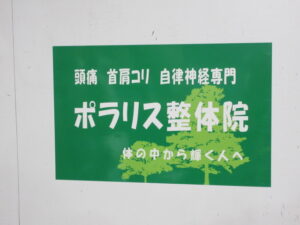 頭痛 首肩コリ 自律神経専門
ポラリス整体院
体の中から輝く人へ